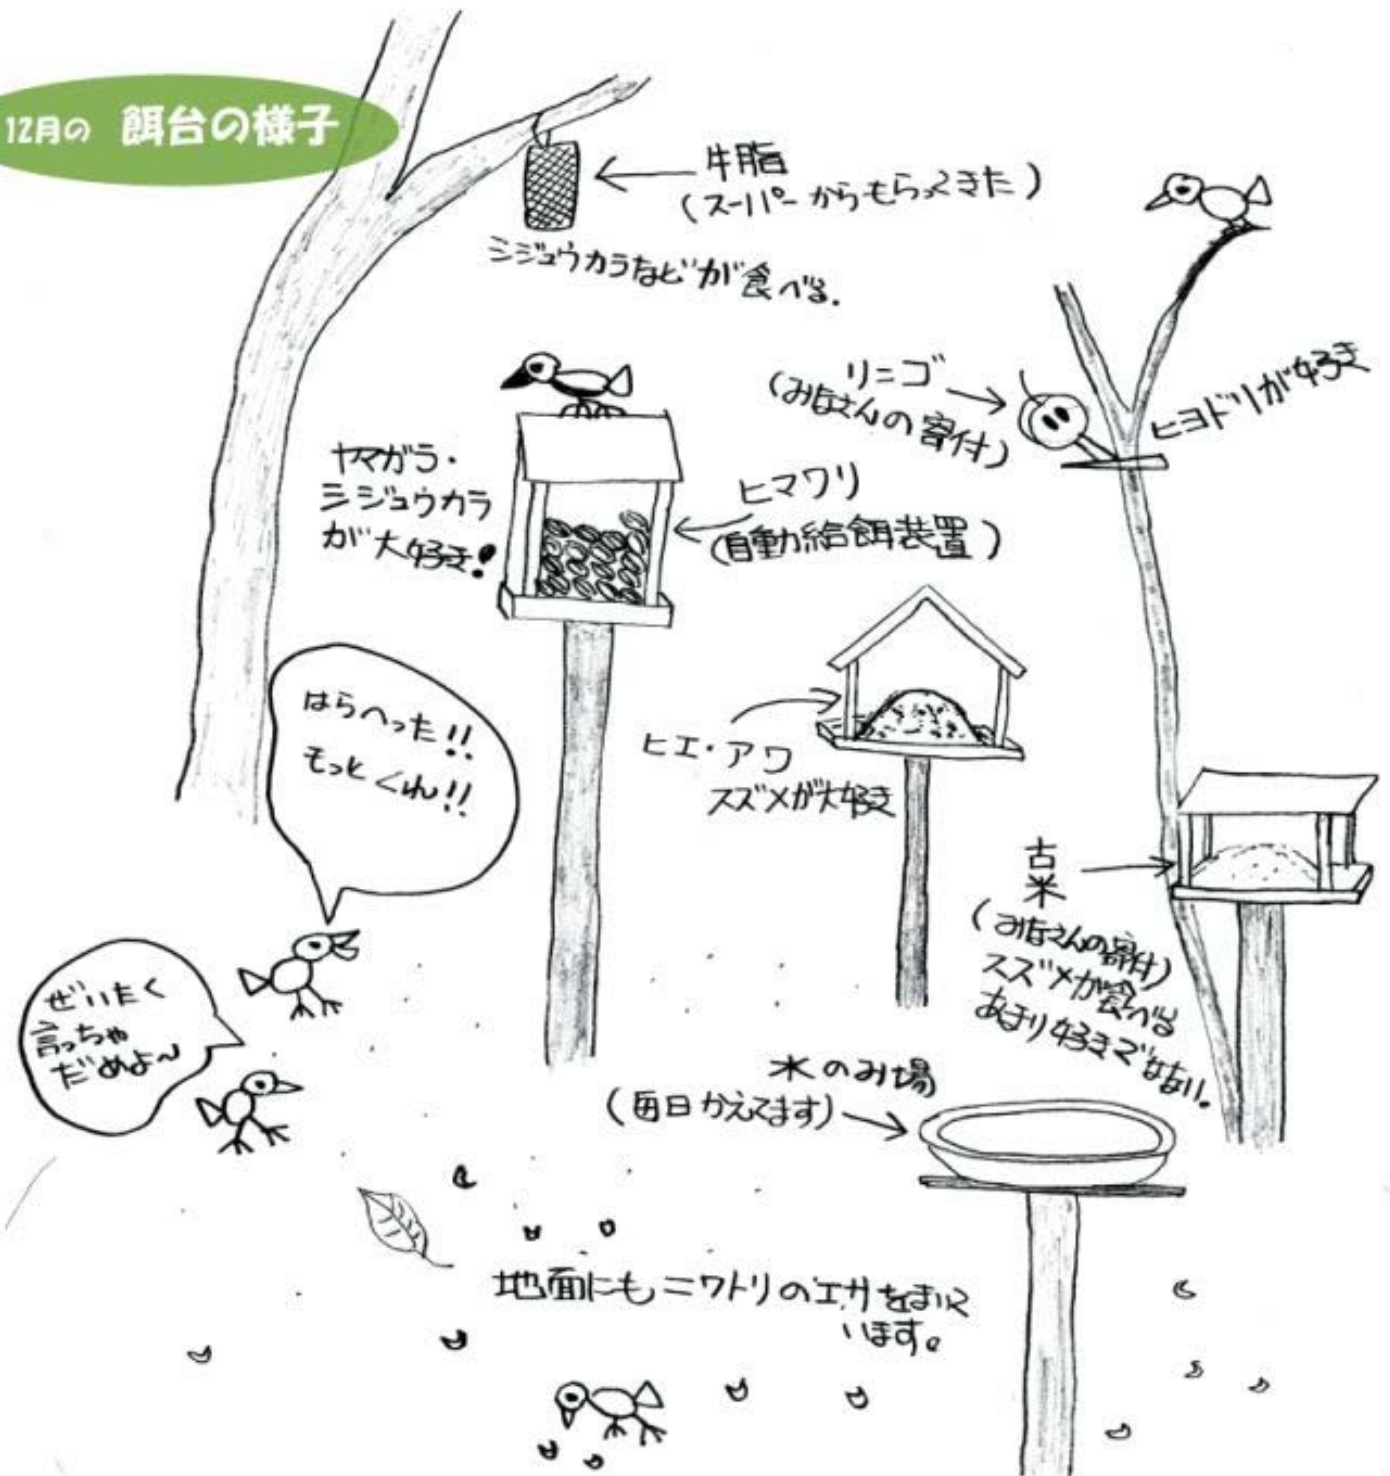 12月の 餌台の様子
牛脂
(スーパーからもらってきた)
シジュウカラなどが食べる.
リンゴ
(みなさんの寄付)
ヒヨドリが好き
ヤマガラ・
シジュウカラ
が大好き!
ヒマワリ
(自動給餌装置)
はらへった!!
もっとくれ!!
ヒエ・アワ
スズメが大好き
古米
(みなさんの寄付)
スズメが食べる
あまり好きではない。
ぜいたく
言っちゃ
だめよ〜
水のみ場
(毎日かえてます)
地面にもニワトリのエサをまいて
います。